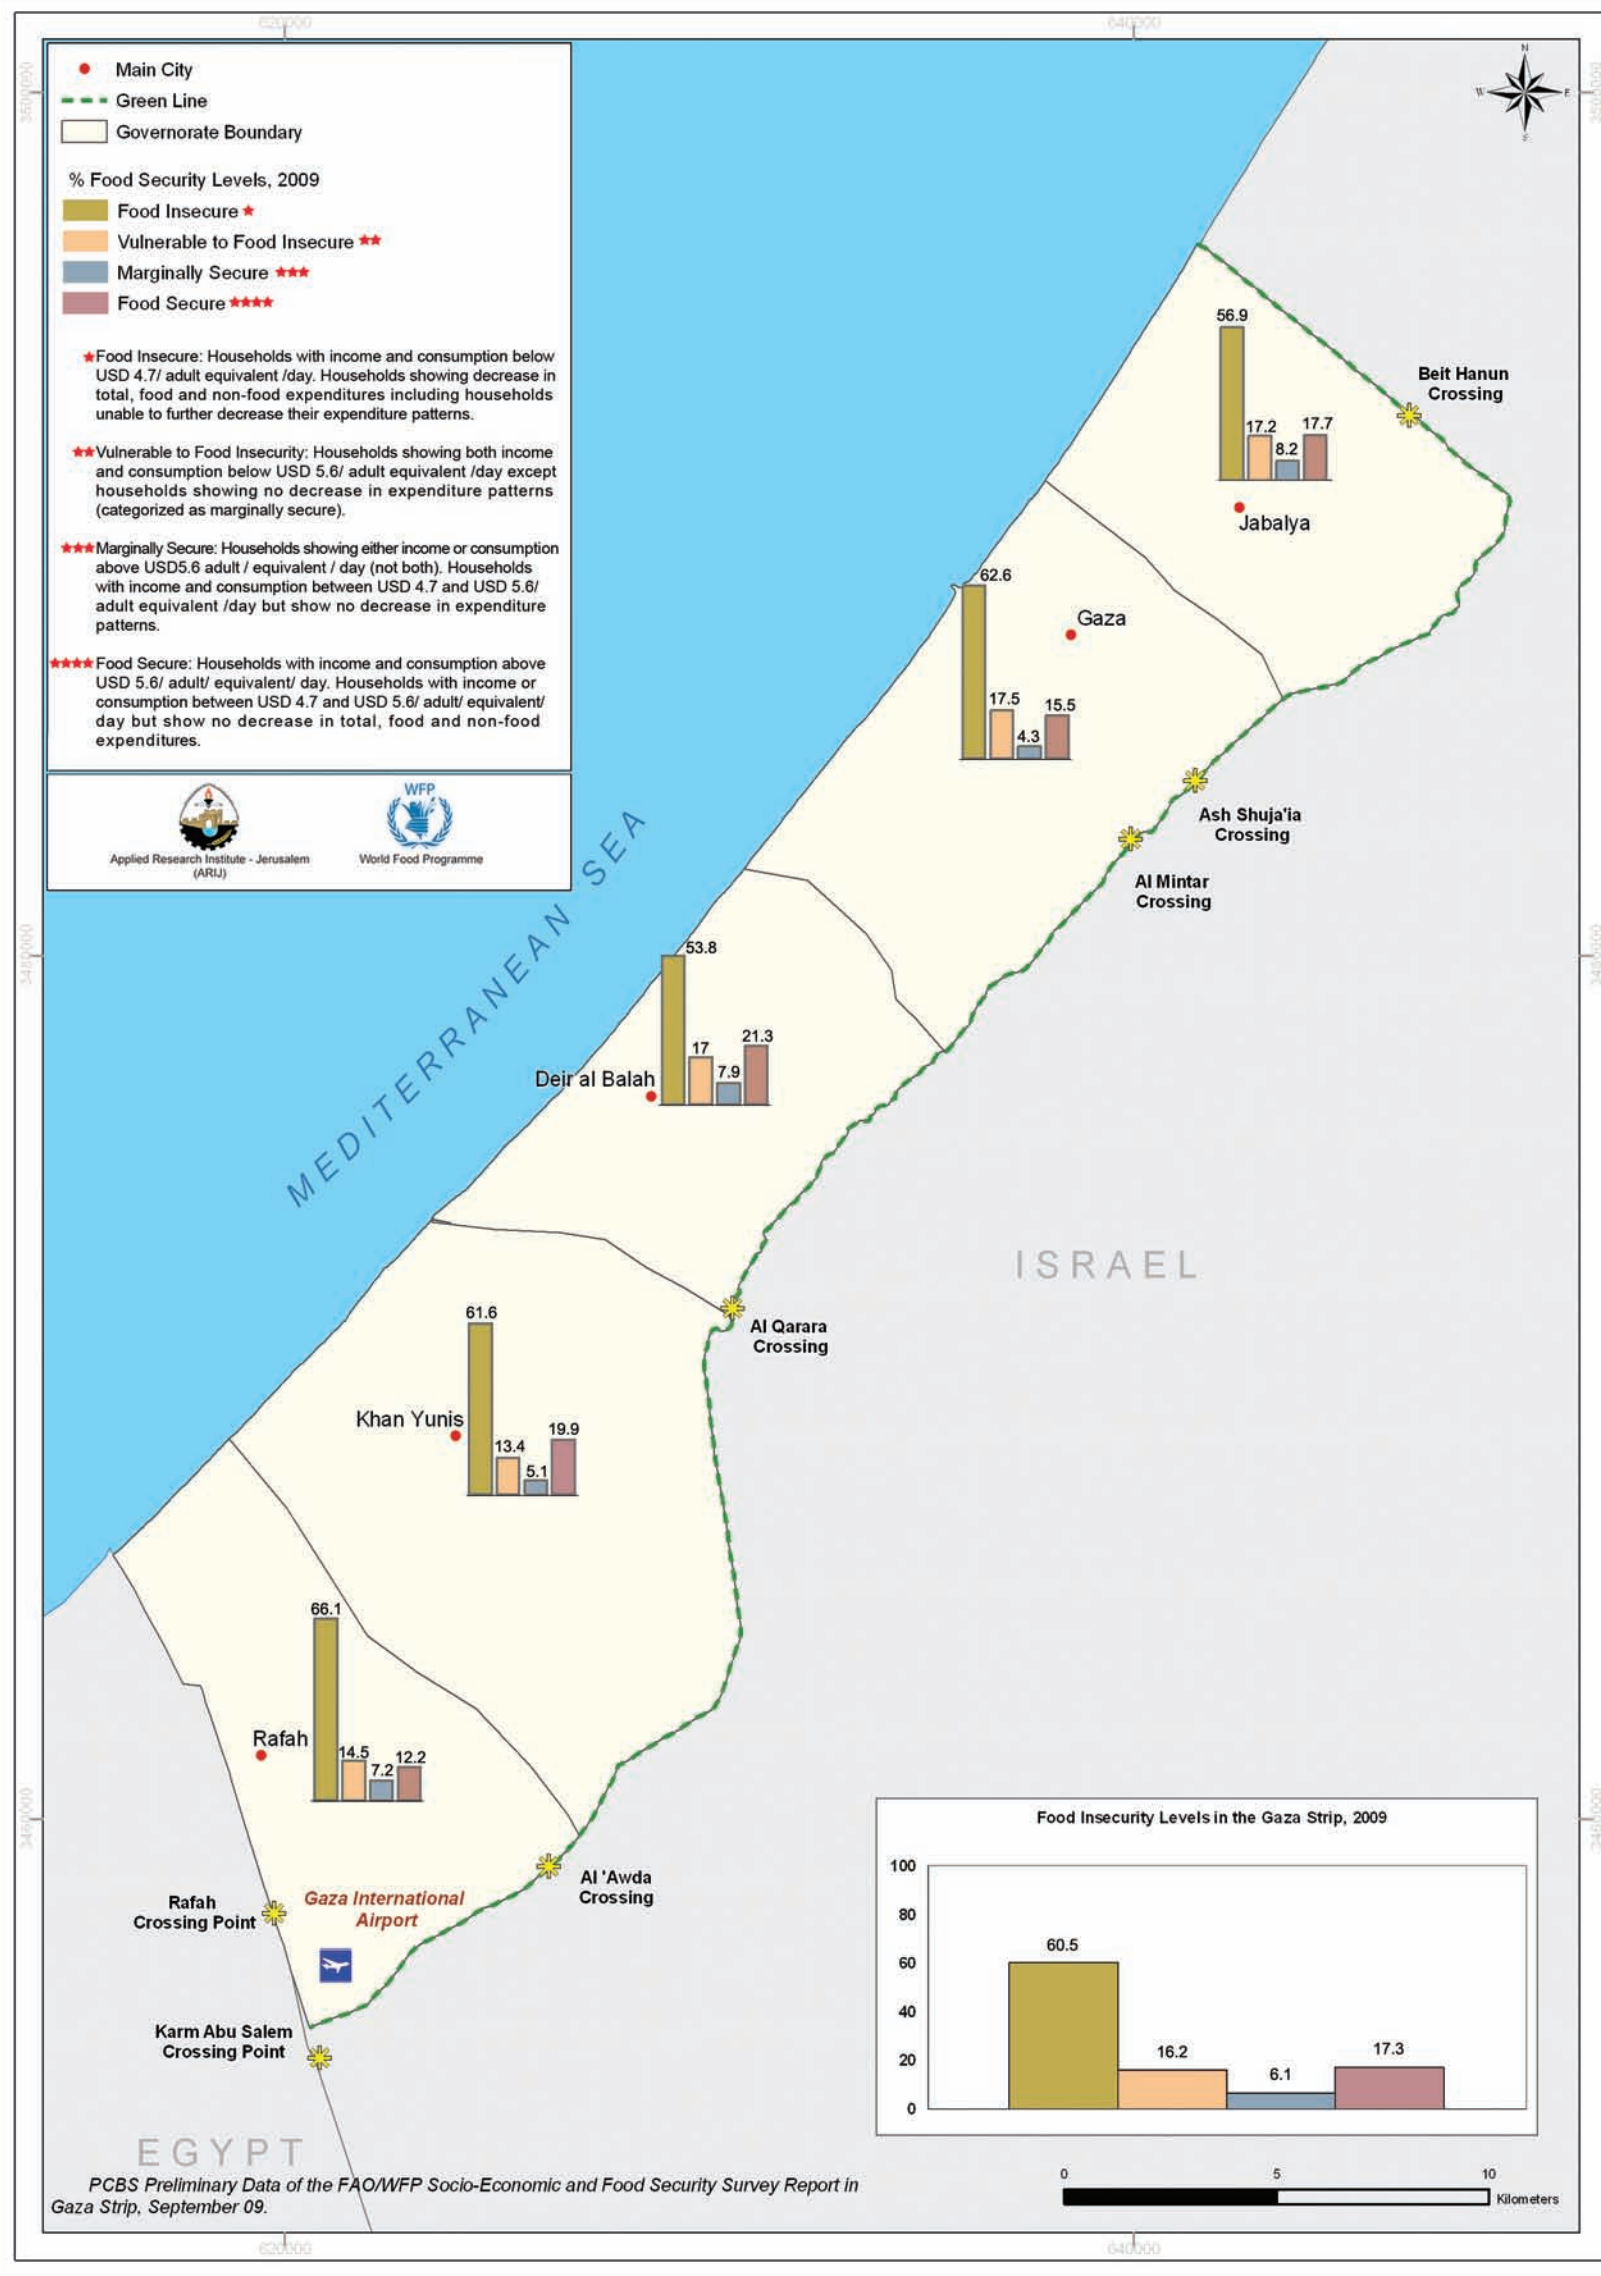 620000
640000
3500000
3500000
N
W
E
S
Main City
Green Line
Governorate Boundary
% Food Security Levels, 2009
Food Insecure ★
Vulnerable to Food Insecure ★★
Marginally Secure ★★★
Food Secure ★★★★
★Food Insecure: Households with income and consumption below
USD 4.7/ adult equivalent /day. Households showing decrease in
total, food and non-food expenditures including households
unable to further decrease their expenditure patterns.
★★Vulnerable to Food Insecurity: Households showing both income
and consumption below USD 5.6/ adult equivalent /day except
households showing no decrease in expenditure patterns
(categorized as marginally secure).
★★★Marginally Secure: Households showing either income or consumption
above USD5.6 adult / equivalent / day (not both). Households
with income and consumption between USD 4.7 and USD 5.6/
adult equivalent /day but show no decrease in expenditure
patterns.
★★★★Food Secure: Households with income and consumption above
USD 5.6/ adult/ equivalent/ day. Households with income or
consumption between USD 4.7 and USD 5.6/ adult/ equivalent/
day but show no decrease in total, food and non-food
expenditures.
WFP
Applied Research Institute - Jerusalem
(ARIJ)
World Food Programme
56.9
17.2
8.2
17.7
Beit Hanun
Crossing
Jabalya
62.6
17.5
4.3
15.5
Gaza
Ash Shuja'ia
Crossing
Al Mintar
Crossing
MEDITERRANEAN SEA
3480000
3480000
53.8
17
7.9
21.3
Deir al Balah
ISRAEL
Al Qarara
Crossing
61.6
13.4
5.1
19.9
Khan Yunis
66.1
14.5
7.2
12.2
Rafah
3460000
3460000
Al 'Awda
Crossing
Rafah
Crossing Point
Gaza International
Airport
Karm Abu Salem
Crossing Point
EGYPT
Food Insecurity Levels in the Gaza Strip, 2009
100
80
60
40
20
0
60.5
16.2
6.1
17.3
PCBS Preliminary Data of the FAO/WFP Socio-Economic and Food Security Survey Report in
Gaza Strip, September 09.
0
5
10
Kilometers
620000
640000